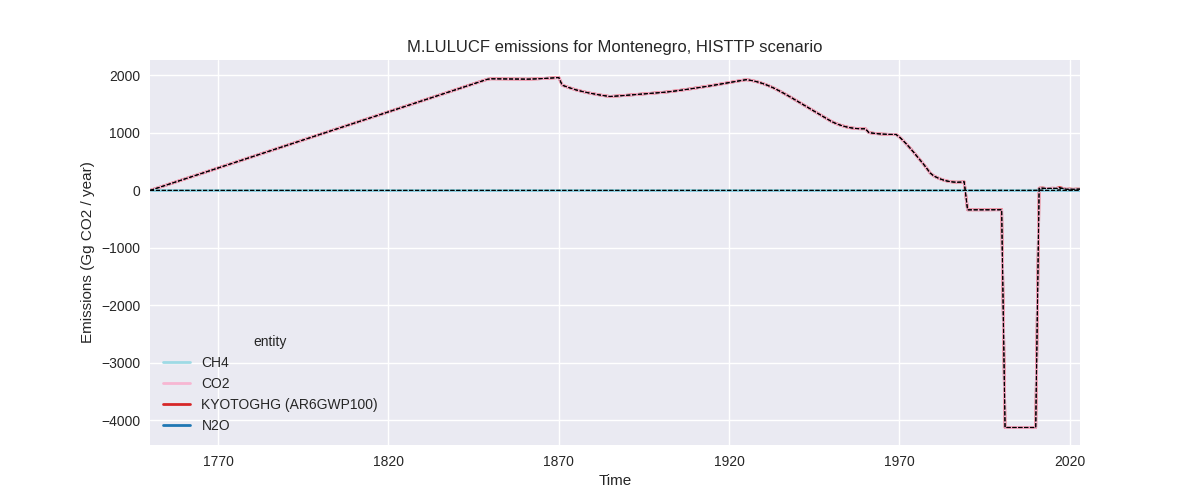 M.LULUCF emissions for Montenegro, HISTTP scenario
Emissions (Gg CO2 / year)
2000
1000
0
−1000
−2000
−3000
−4000
entity
CH4
CO2
KYOTOGHG (AR6GWP100)
N2O
1770 1820 1870 1920 1970 2020
Time